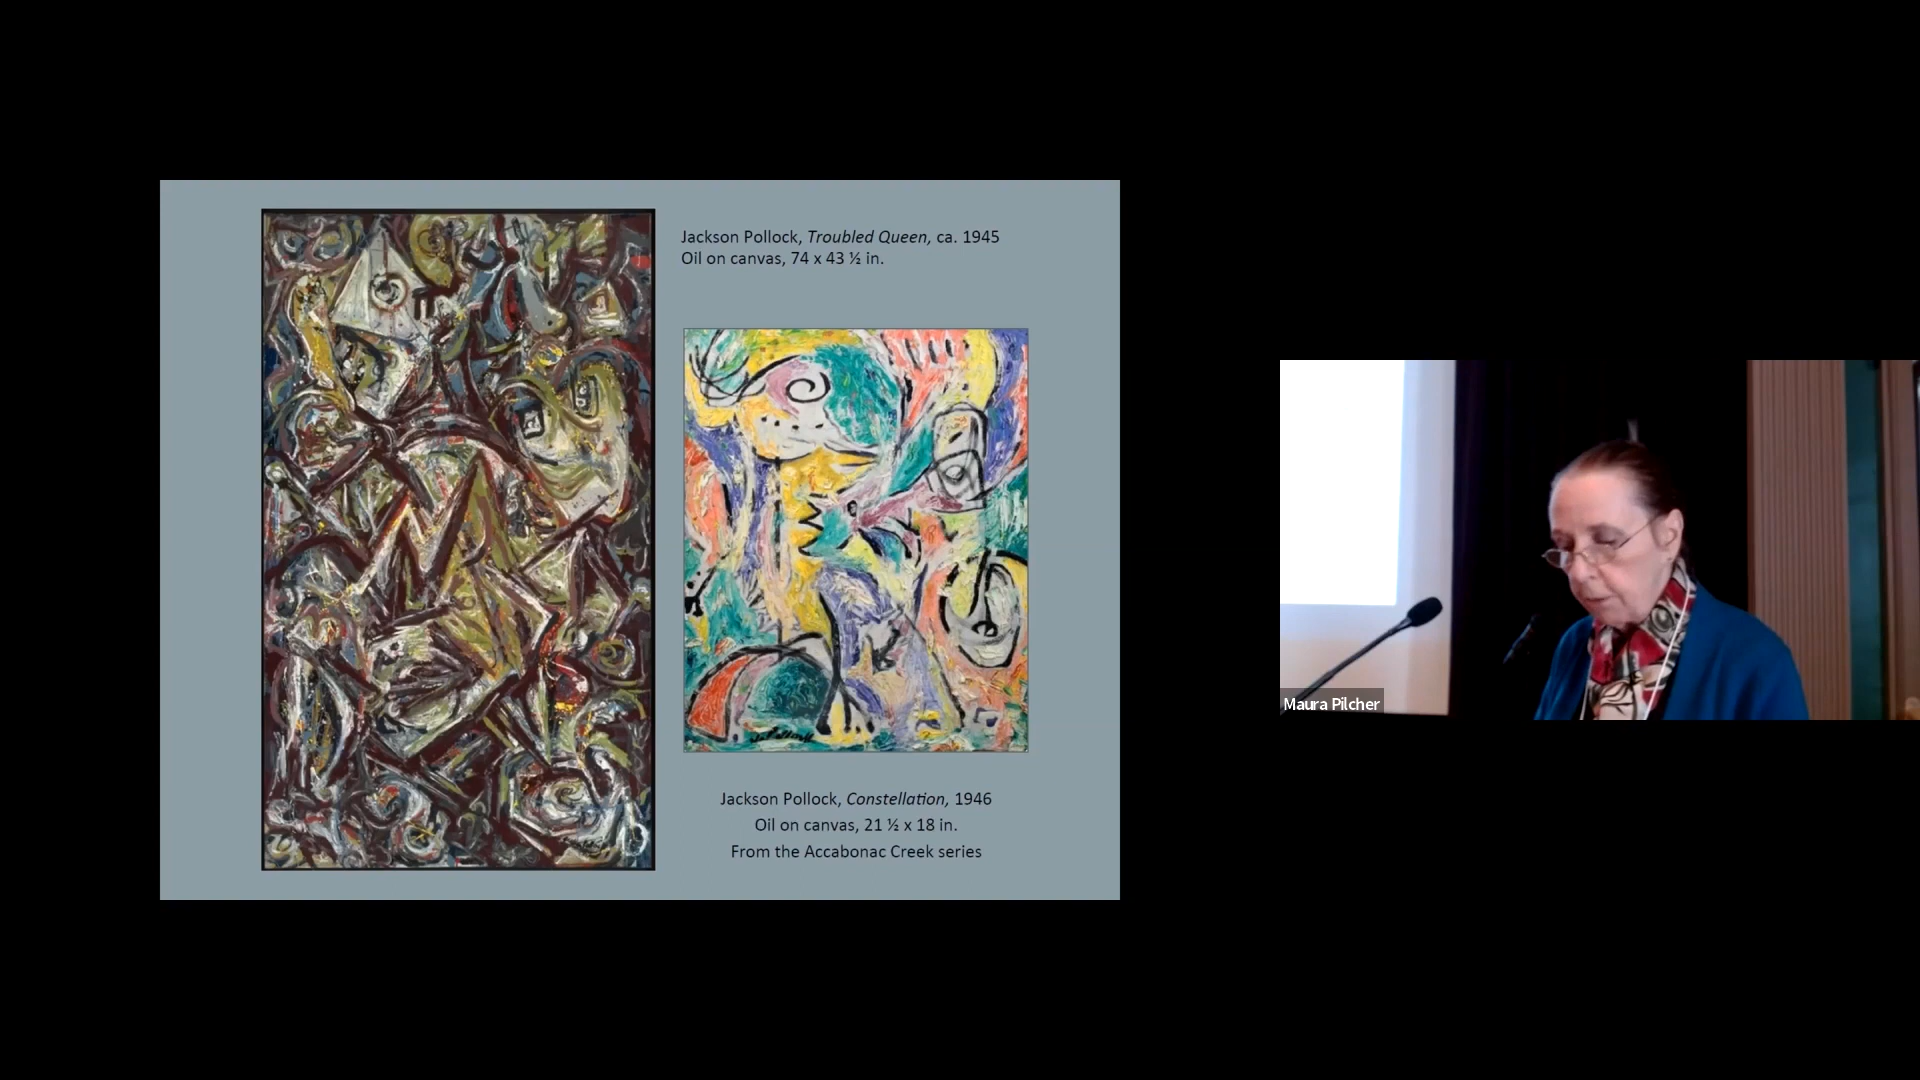 Jackson Pollock, Troubled Queen, ca. 1945
Oil on canvas, 74 x 43 ½ in.
Jackson Pollock, Constellation, 1946
Oil on canvas, 21 ½ x 18 in.
From the Accabonac Creek series
Maura Pilcher